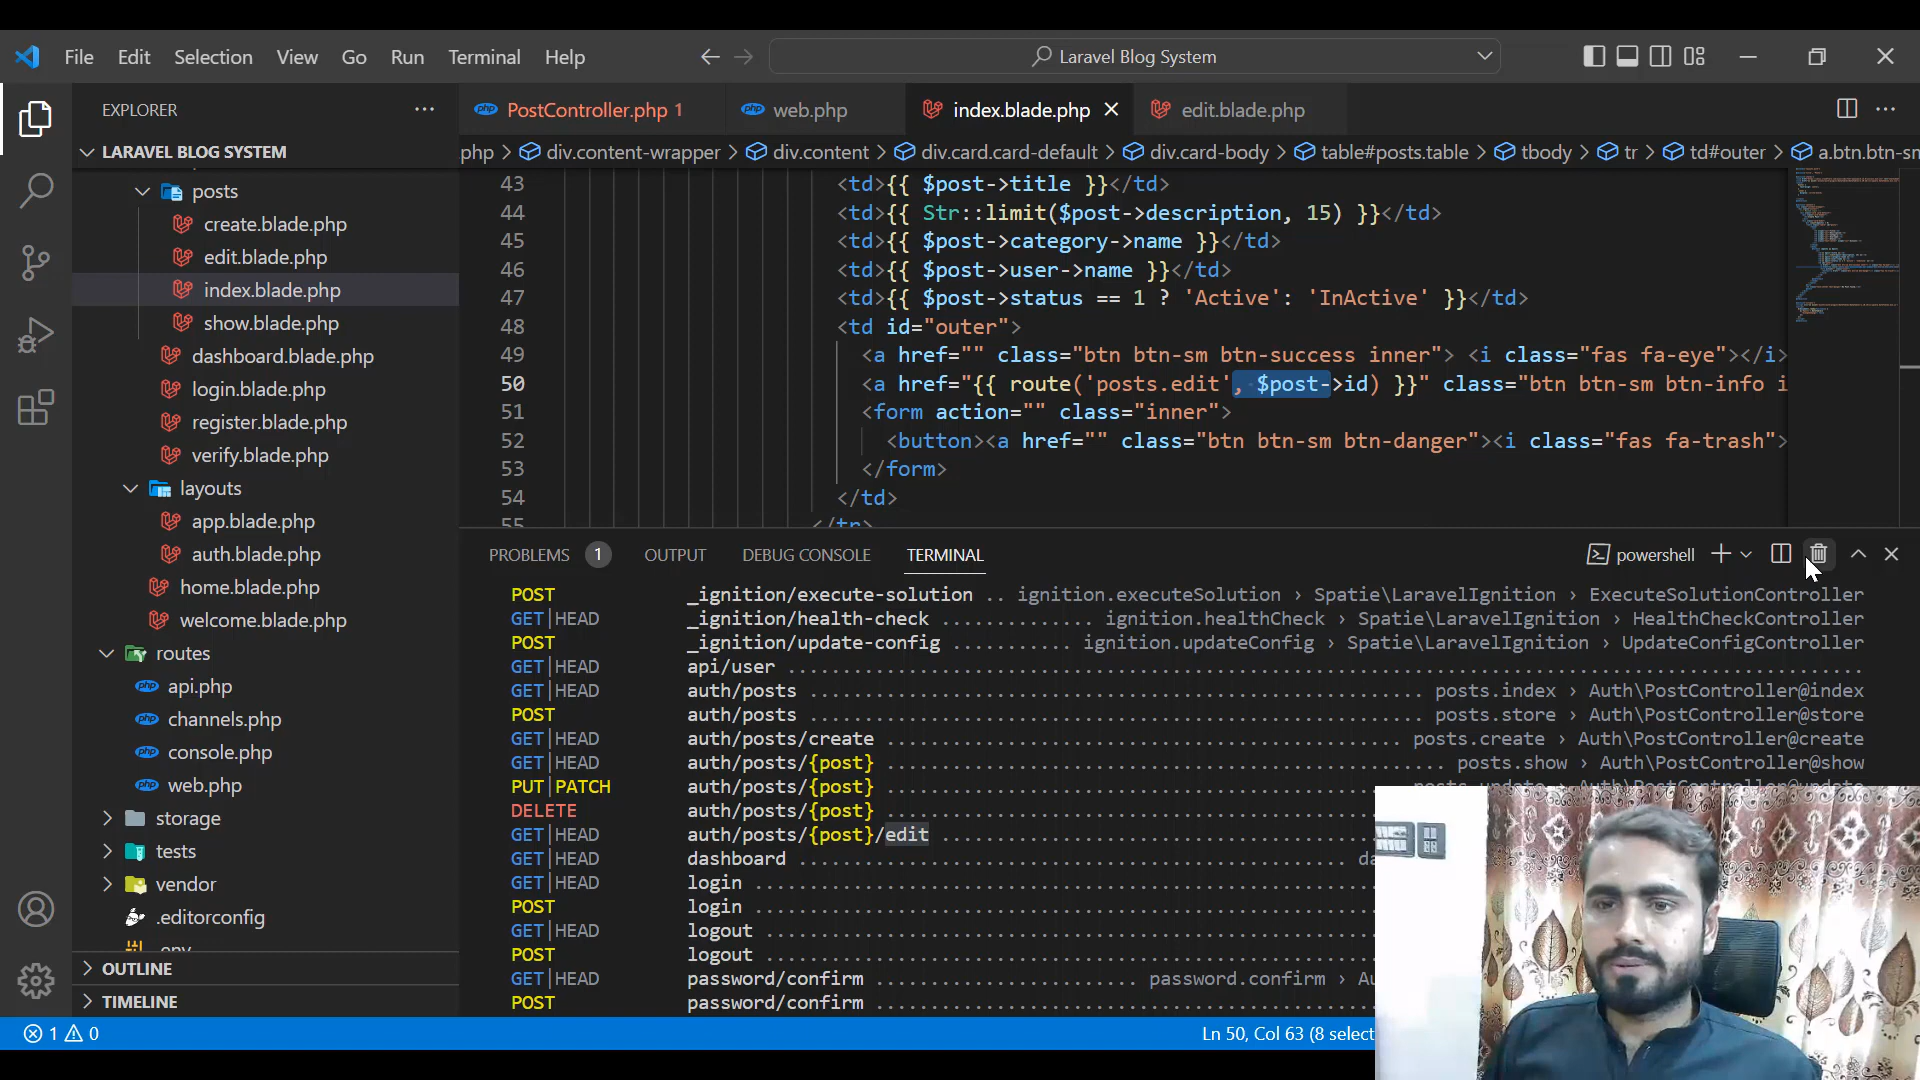 File Edit Selection View Go Run Terminal Help
Laravel Blog System
EXPLORER
PostController.php 1
web.php
index.blade.php
edit.blade.php
LARAVEL BLOG SYSTEM
php > div.content-wrapper > div.content > div.card.card-default > div.card-body > table#posts.table > tbody > tr > td#outer > a.btn.btn-sm
posts
create.blade.php
edit.blade.php
index.blade.php
show.blade.php
dashboard.blade.php
login.blade.php
register.blade.php
verify.blade.php
layouts
app.blade.php
auth.blade.php
home.blade.php
welcome.blade.php
routes
api.php
channels.php
console.php
web.php
storage
tests
vendor
.editorconfig
.env
OUTLINE
TIMELINE
43 <td>{{ $post->title }}</td>
44 <td>{{ Str::limit($post->description, 15) }}</td>
45 <td>{{ $post->category->name }}</td>
46 <td>{{ $post->user->name }}</td>
47 <td>{{ $post->status == 1 ? 'Active': 'InActive' }}</td>
48 <td id="outer">
49 <a href="" class="btn btn-sm btn-success inner"> <i class="fas fa-eye"></i>
50 <a href="{{ route('posts.edit', $post->id) }}" class="btn btn-sm btn-info i
51 <form action="" class="inner">
52 <button><a href="" class="btn btn-sm btn-danger"><i class="fas fa-trash">
53 </form>
54 </td>
55 </tr>
PROBLEMS 1 OUTPUT DEBUG CONSOLE TERMINAL
powershell
POST _ignition/execute-solution .. ignition.executeSolution › Spatie\LaravelIgnition › ExecuteSolutionController
GET|HEAD _ignition/health-check ............. ignition.healthCheck › Spatie\LaravelIgnition › HealthCheckController
POST _ignition/update-config ........... ignition.updateConfig › Spatie\LaravelIgnition › UpdateConfigController
GET|HEAD api/user .................................................................................................
GET|HEAD auth/posts ........................................................ posts.index › Auth\PostController@index
POST auth/posts ........................................................ posts.store › Auth\PostController@store
GET|HEAD auth/posts/create ............................................... posts.create › Auth\PostController@create
GET|HEAD auth/posts/{post} ................................................... posts.show › Auth\PostController@show
PUT|PATCH auth/posts/{post} ............................................... posts.update › Auth\PostController@update
DELETE auth/posts/{post}
GET|HEAD auth/posts/{post}/edit
GET|HEAD dashboard
GET|HEAD login
POST login
GET|HEAD logout
POST logout
GET|HEAD password/confirm ....................... password.confirm › Au
POST password/confirm
1 0
Ln 50, Col 63 (8 select